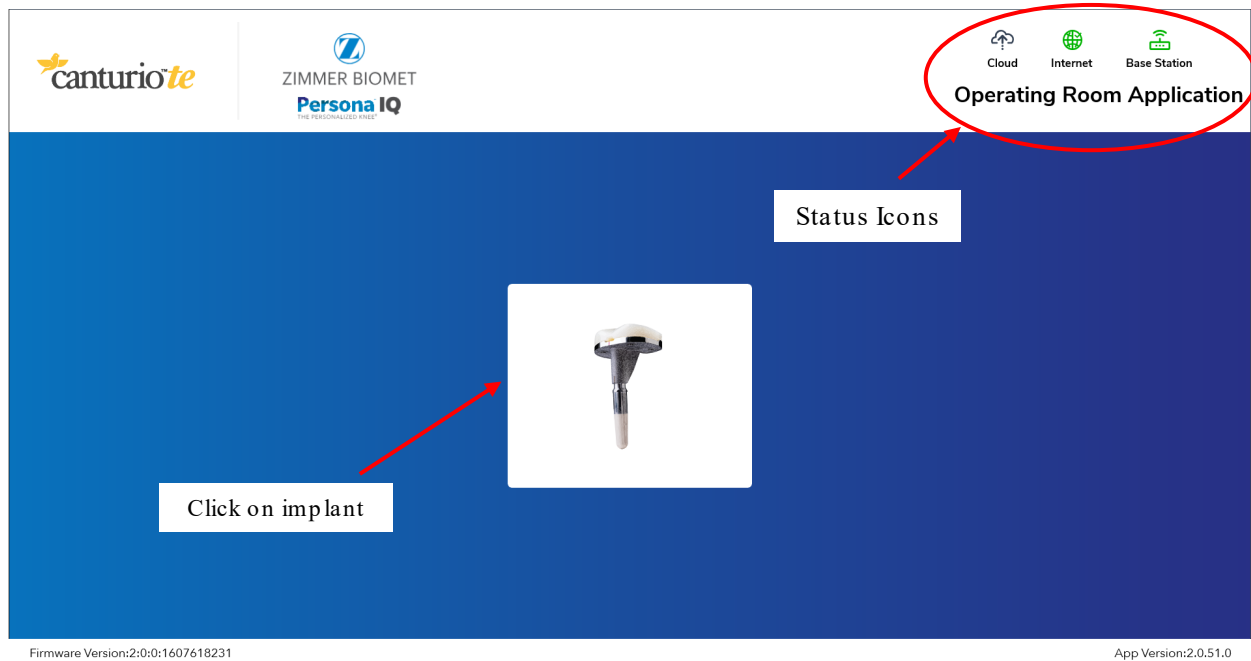 canturio™te
ZIMMER BIOMET
Persona IQ
THE PERSONALIZED KNEE®
Cloud
Internet
Base Station
Operating Room Application
Status Icons
Click on implant
Firmware Version:2:0:0:1607618231
App Version:2.0.51.0